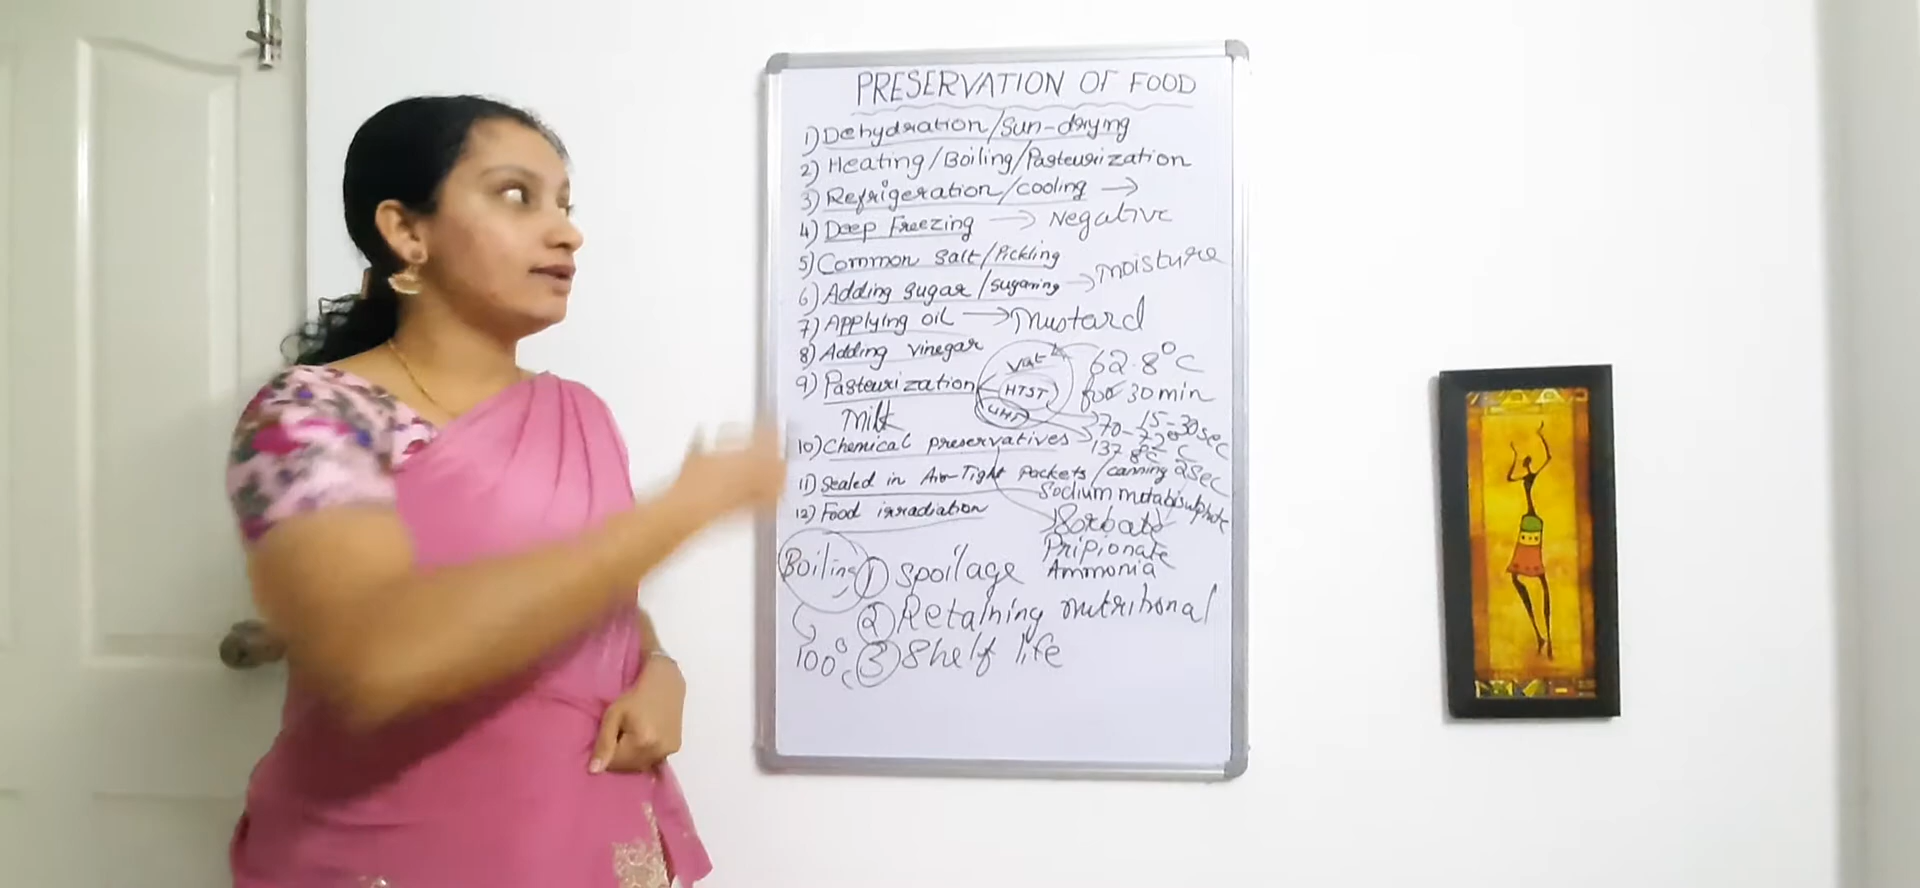 PRESERVATION OF FOOD
1) Dehydration/Sun-drying
2) Heating/Boiling/Pasteurization
3) Refrigeration/cooling →
4) Deep Freezing → Negative
5) Common salt/Pickling
6) Adding sugar/sugaring → Moisture
7) Applying oil → Mustard
8) Adding vinegar
Vat 62.8°C
for 30 min
9) Pasteurization
HTST
UHT
15-30 sec
70-72°C
Milk
137.8°C
2 sec
10) Chemical preservatives
11) Sealed in Air-Tight Packets/canning
Sodium metabisulphate
12) Food irradiation
Sorbate
Pripionate
Ammonia
Boiling
100°C
1 Spoilage
2 Retaining nutritional
3 Shelf life